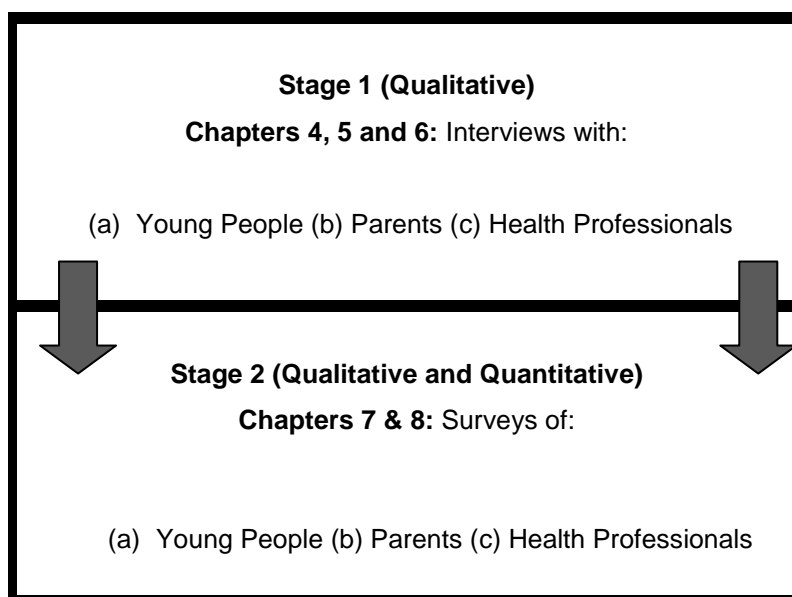 Stage 1 (Qualitative)
Chapters 4, 5 and 6: Interviews with:
(a) Young People (b) Parents (c) Health Professionals
Stage 2 (Qualitative and Quantitative)
Chapters 7 & 8: Surveys of:
(a) Young People (b) Parents (c) Health Professionals